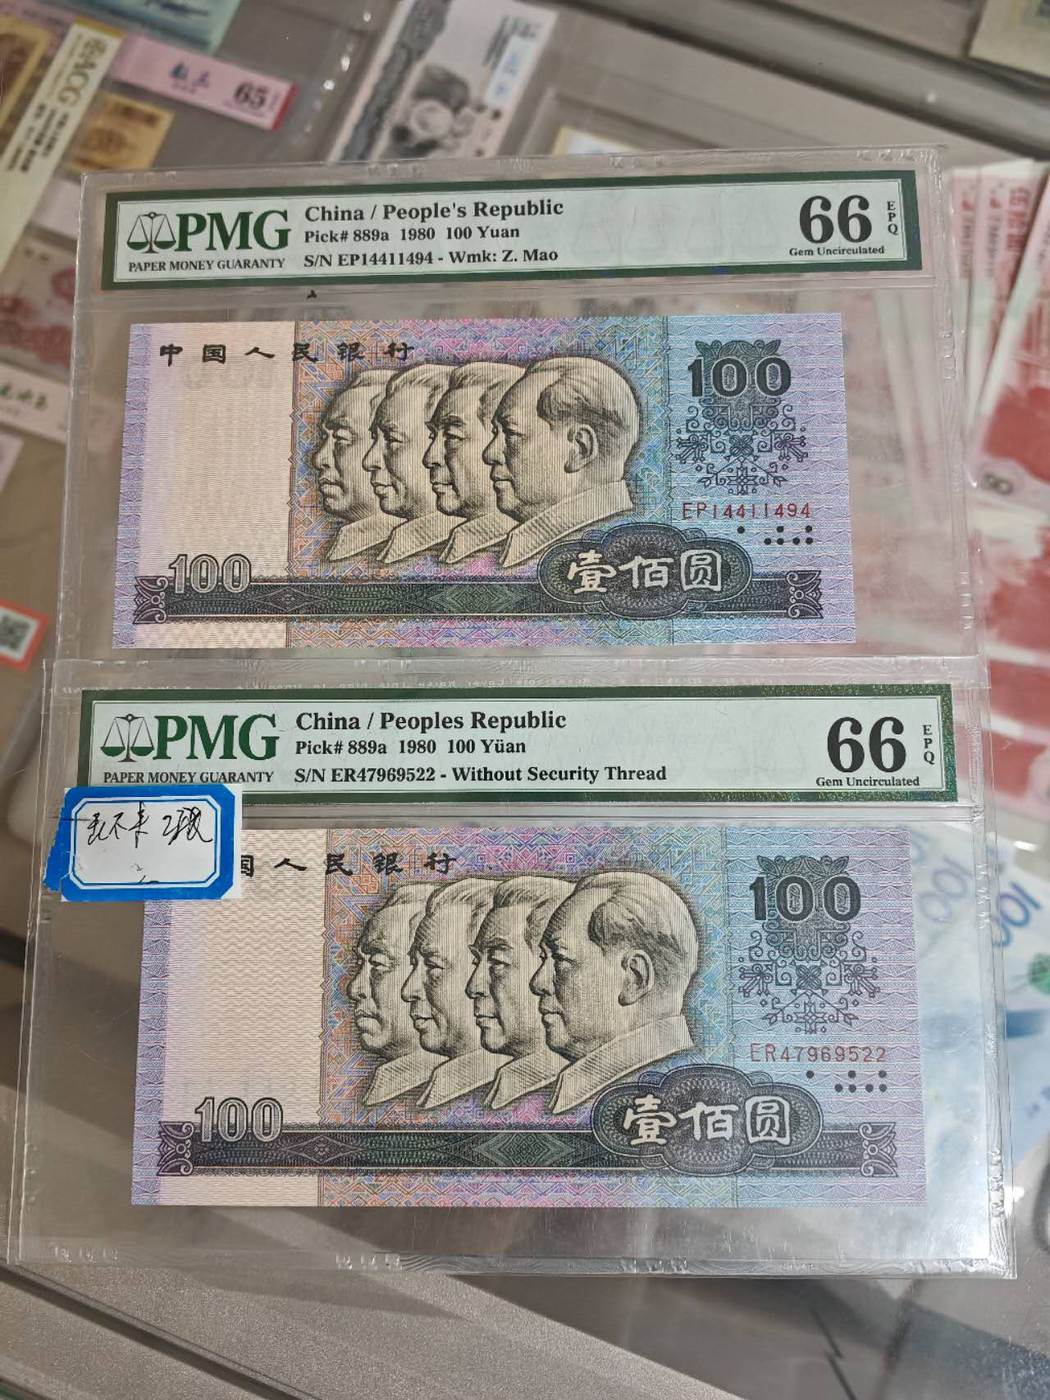 ACG
65
PMG
PAPER MONEY GUARANTY
China / People's Republic
Pick# 889a 1980 100 Yuan
S/N EP14411494 - Wmk: Z. Mao
66
EPQ
Gem Uncirculated
中国人民银行
100
EP14411494
100
壹佰圆
PMG
PAPER MONEY GUARANTY
China / Peoples Republic
Pick# 889a 1980 100 Yüan
S/N ER47969522 - Without Security Thread
66
EPQ
Gem Uncirculated
国人民银行
100
ER47969522
100
壹佰圆
100